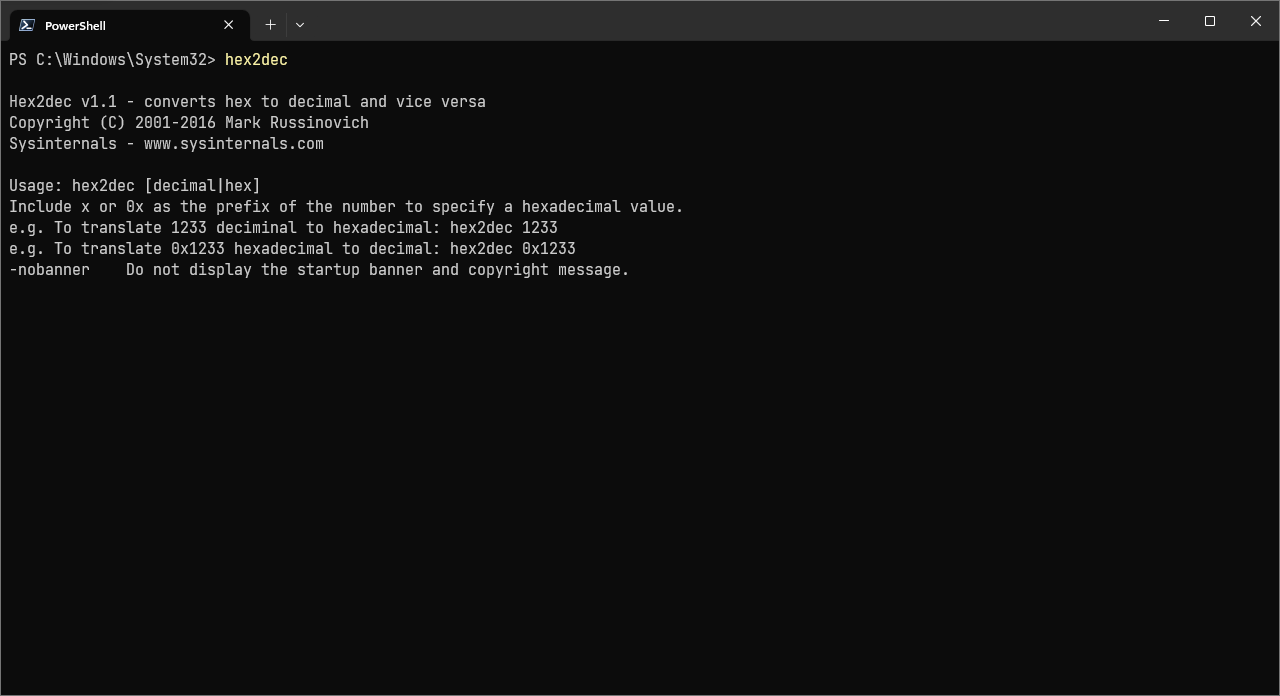 PowerShell
PS C:\Windows\System32> hex2dec
Hex2dec v1.1 - converts hex to decimal and vice versa
Copyright (C) 2001-2016 Mark Russinovich
Sysinternals - www.sysinternals.com
Usage: hex2dec [decimal|hex]
Include x or 0x as the prefix of the number to specify a hexadecimal value.
e.g. To translate 1233 deciminal to hexadecimal: hex2dec 1233
e.g. To translate 0x1233 hexadecimal to decimal: hex2dec 0x1233
-nobanner    Do not display the startup banner and copyright message.